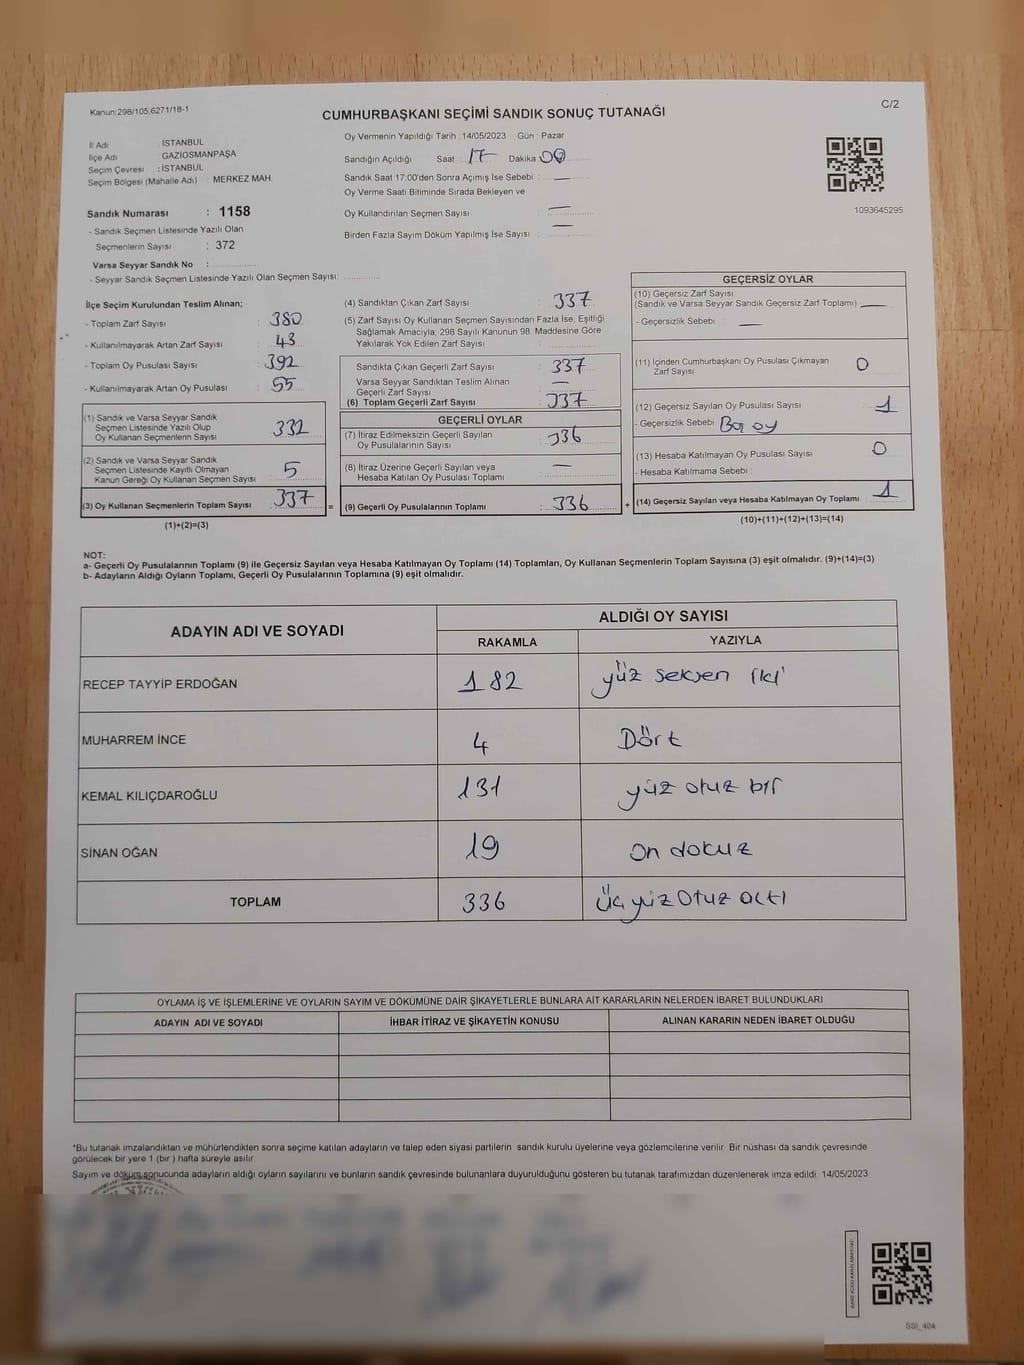 Kanun:298/105,6271/18-1
C/2
CUMHURBAŞKANI SEÇİMİ SANDIK SONUÇ TUTANAĞI
İl Adı : İSTANBUL
İlçe Adı GAZİOSMANPAŞA
Seçim Çevresi : İSTANBUL
Seçim Bölgesi (Mahalle Adı) : MERKEZ MAH.
Sandık Numarası : 1158
- Sandık Seçmen Listesinde Yazılı Olan
Seçmenlerin Sayısı : 372
Varsa Seyyar Sandık No :
- Seyyar Sandık Seçmen Listesinde Yazılı Olan Seçmen Sayısı:
Oy Vermenin Yapıldığı Tarih 14/05/2023 Gün Pazar
Sandığın Açıldığı Saat 17 Dakika 00
Sandık Saat 17:00'den Sonra Açımış İse Sebebi : —
Oy Verme Saati Bitiminde Sırada Bekleyen ve
Oy Kullandırılan Seçmen Sayısı : —
Birden Fazla Sayım Döküm Yapılmış İse Sayısı : —
1093645295
İlçe Seçim Kurulundan Teslim Alınan;
- Toplam Zarf Sayısı : 380
- Kullanılmayarak Artan Zarf Sayısı : 43
- Toplam Oy Pusulası Sayısı : 392
- Kullanılmayarak Artan Oy Pusulası : 55
(1) Sandık ve Varsa Seyyar Sandık
Seçmen Listesinde Yazılı Olup
Oy Kullanan Seçmenlerin Sayısı 332
(2) Sandık ve Varsa Seyyar Sandık
Seçmen Listesinde Kayıtlı Olmayan
Kanun Gereği Oy Kullanan Seçmen Sayısı 5
(3) Oy Kullanan Seçmenlerin Toplam Sayısı 337 =
(1)+(2)=(3)
(4) Sandıktan Çıkan Zarf Sayısı : 337
(5) Zarf Sayısı Oy Kullanan Seçmen Sayısından Fazla İse, Eşitliği
Sağlamak Amacıyla, 298 Sayılı Kanunun 98. Maddesine Göre
Yakılarak Yok Edilen Zarf Sayısı :
Sandıkta Çıkan Geçerli Zarf Sayısı : 337
Varsa Seyyar Sandıktan Teslim Alınan
Geçerli Zarf Sayısı : —
(6) Toplam Geçerli Zarf Sayısı : 337
GEÇERLİ OYLAR
(7) İtiraz Edilmeksizin Geçerli Sayılan
Oy Pusulalarının Sayısı : 336
(8) İtiraz Üzerine Geçerli Sayılan veya
Hesaba Katılan Oy Pusulası Toplamı : —
(9) Geçerli Oy Pusulalarının Toplamı : 336 +
GEÇERSİZ OYLAR
(10) Geçersiz Zarf Sayısı
(Sandık ve Varsa Seyyar Sandık Geçersiz Zarf Toplamı) : —
- Geçersizlik Sebebi : —
(11) İçinden Cumhurbaşkanı Oy Pusulası Çıkmayan
Zarf Sayısı : 0
(12) Geçersiz Sayılan Oy Pusulası Sayısı : 1
- Geçersizlik Sebebi : Boş oy
(13) Hesaba Katılmayan Oy Pusulası Sayısı : 0
- Hesaba Katılmama Sebebi :
(14) Geçersiz Sayılan veya Hesaba Katılmayan Oy Toplamı : 1
(10)+(11)+(12)+(13)=(14)
NOT:
a- Geçerli Oy Pusulalarının Toplamı (9) ile Geçersiz Sayılan veya Hesaba Katılmayan Oy Toplamı (14) Toplamları, Oy Kullanan Seçmenlerin Toplam Sayısına (3) eşit olmalıdır. (9)+(14)=(3)
b- Adayların Aldığı Oyların Toplamı, Geçerli Oy Pusulalarının Toplamına (9) eşit olmalıdır.
ADAYIN ADI VE SOYADI ALDIĞI OY SAYISI
RAKAMLA YAZIYLA
RECEP TAYYİP ERDOĞAN 182 yüz seksen iki
MUHARREM İNCE 4 Dört
KEMAL KILIÇDAROĞLU 131 yüz otuz bir
SİNAN OĞAN 19 on dokuz
TOPLAM 336 Üç yüz Otuz altı
OYLAMA İŞ VE İŞLEMLERİNE VE OYLARIN SAYIM VE DÖKÜMÜNE DAİR ŞİKAYETLERLE BUNLARA AİT KARARLARIN NELERDEN İBARET BULUNDUKLARI
ADAYIN ADI VE SOYADI İHBAR İTİRAZ VE ŞİKAYETİN KONUSU ALINAN KARARIN NEDEN İBARET OLDUĞU
*Bu tutanak imzalandıktan ve mühürlendikten sonra seçime katılan adayların ve talep eden siyasi partilerin sandık kurulu üyelerine veya gözlemcilerine verilir. Bir nüshası da sandık çevresinde
görülecek bir yere 1 (bir ) hafta süreyle asılır.
Sayım ve döküm sonucunda adayların aldığı oyların sayılarını ve bunların sandık çevresinde bulunanlara duyurulduğunu gösteren bu tutanak tarafımızdan düzenlenerek imza edildi. 14/05/2023